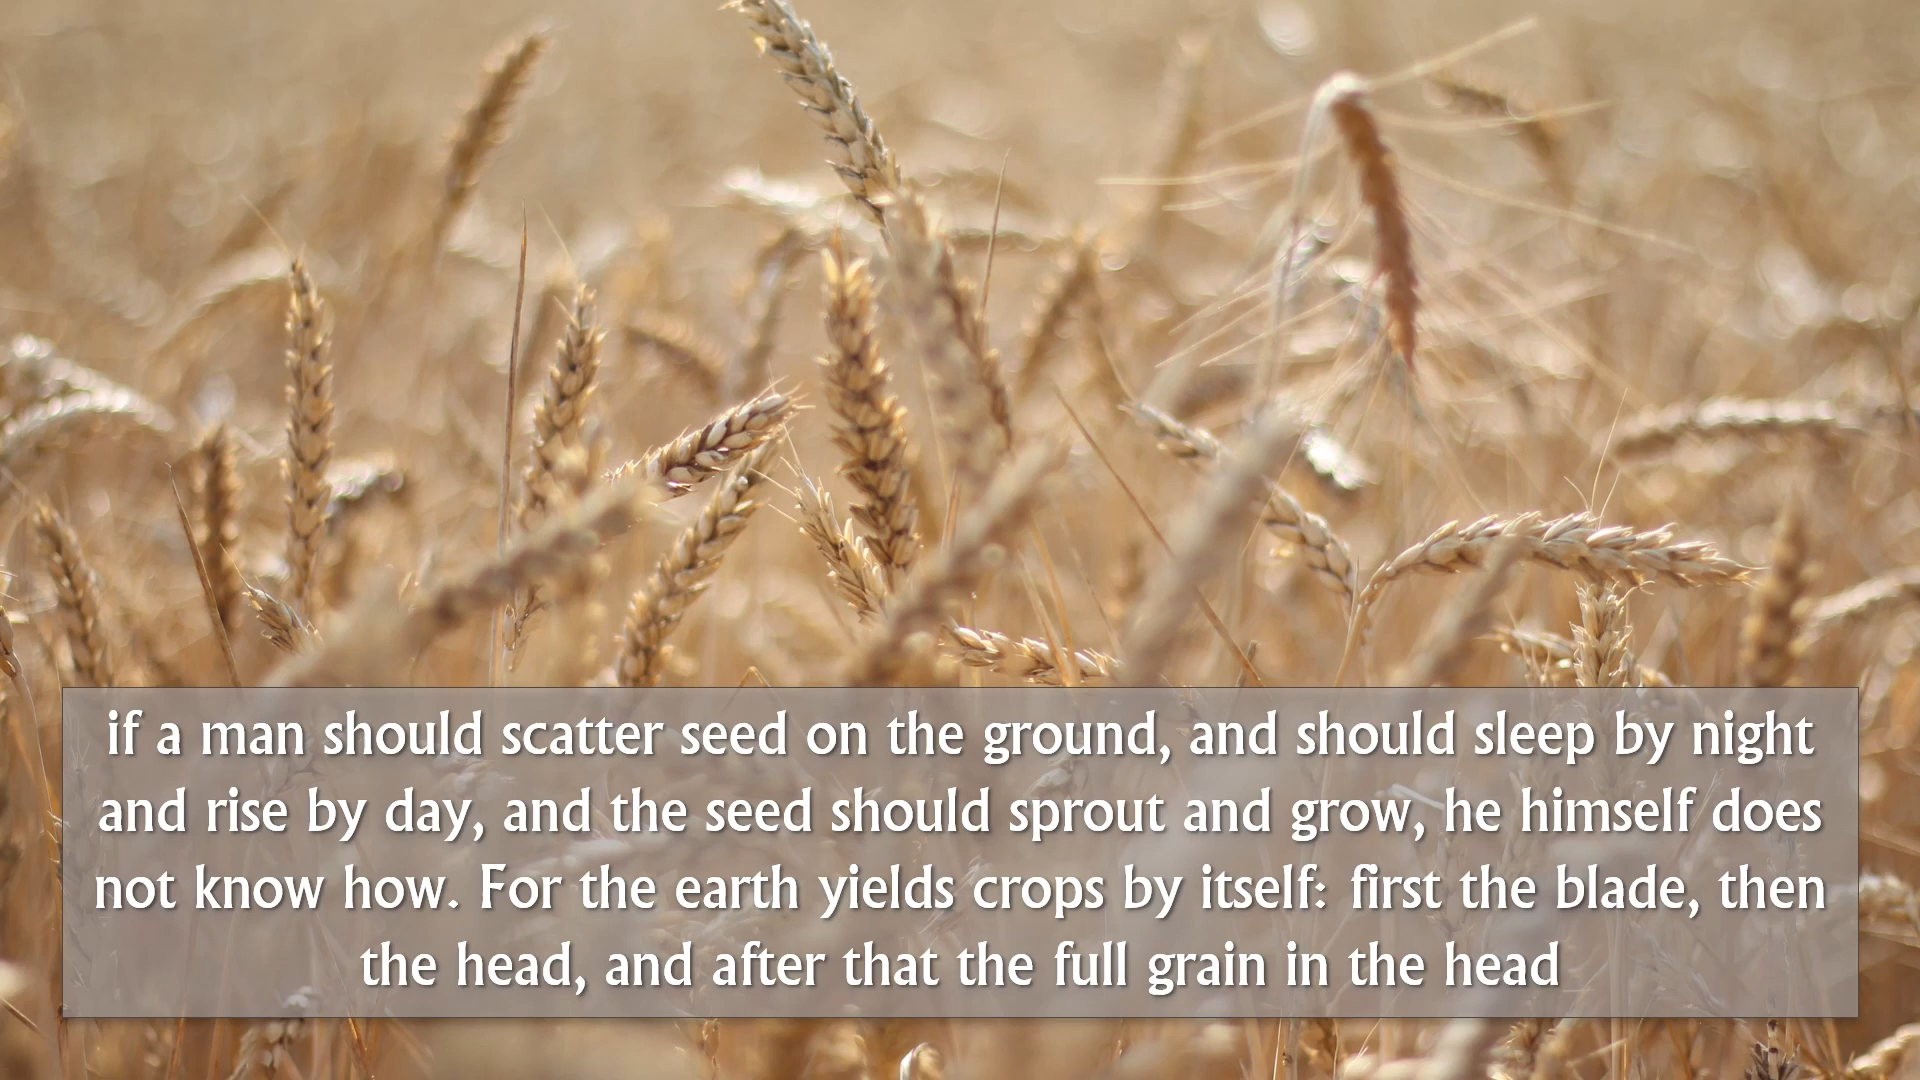 if a man should scatter seed on the ground, and should sleep by night
and rise by day, and the seed should sprout and grow, he himself does
not know how. For the earth yields crops by itself: first the blade, then
the head, and after that the full grain in the head